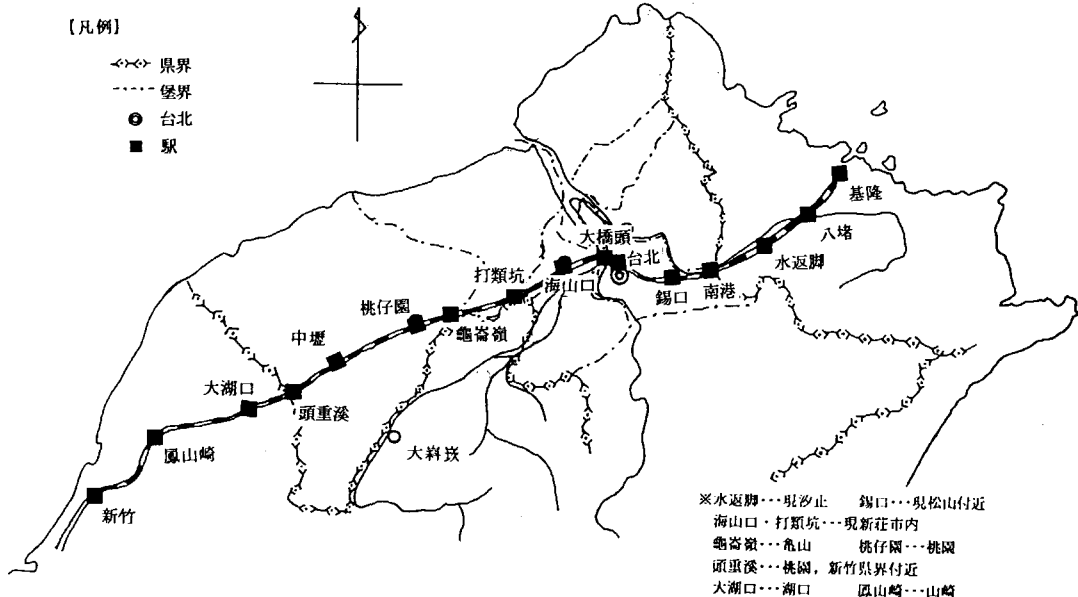 【凡例】
県界
堡界
台北
駅
基隆
八堵
水返脚
南港
錫口
台北
大橋頭
海山口
打類坑
龜崙嶺
桃仔園
中壢
頭重溪
大湖口
鳳山崎
新竹
大嵙崁
※水返脚…現汐止 錫口…現松山付近
海山口・打類坑…現新荘市内
龜崙嶺…亀山 桃仔園…桃園
頭重溪…桃園，新竹県界付近
大湖口…湖口 鳳山崎…山崎